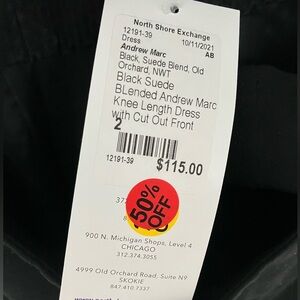 North Shore Exchange
12191-39 10/11/2021
Dress AB
Andrew Marc
Black, Suede Blend, Old
Orchard, NWT
Black Suede
BLended Andrew Marc
Knee Length Dress
with Cut Out Front
2
12191-39 $115.00
50%
OFF
37
8
900 N. Michigan Shops, Level 4
CHICAGO
312.374.3055
4999 Old Orchard Road, Suite N9
SKOKIE
847.410.7337